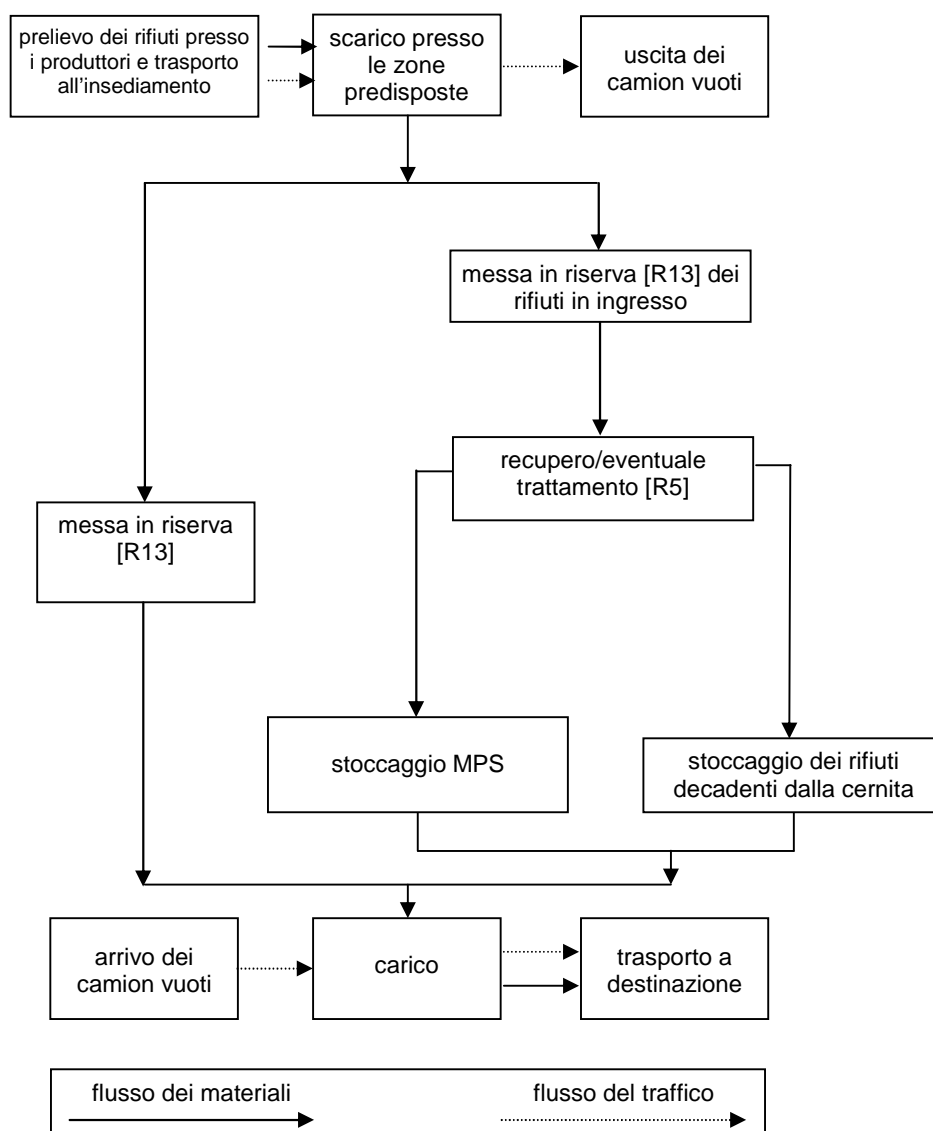 prelievo dei rifiuti presso
i produttori e trasporto
all'insediamento
scarico presso
le zone
predisposte
uscita dei
camion vuoti
messa in riserva [R13] dei
rifiuti in ingresso
recupero/eventuale
trattamento [R5]
messa in riserva
[R13]
stoccaggio MPS
stoccaggio dei rifiuti
decadenti dalla cernita
arrivo dei
camion vuoti
carico
trasporto a
destinazione
flusso dei materiali
flusso del traffico